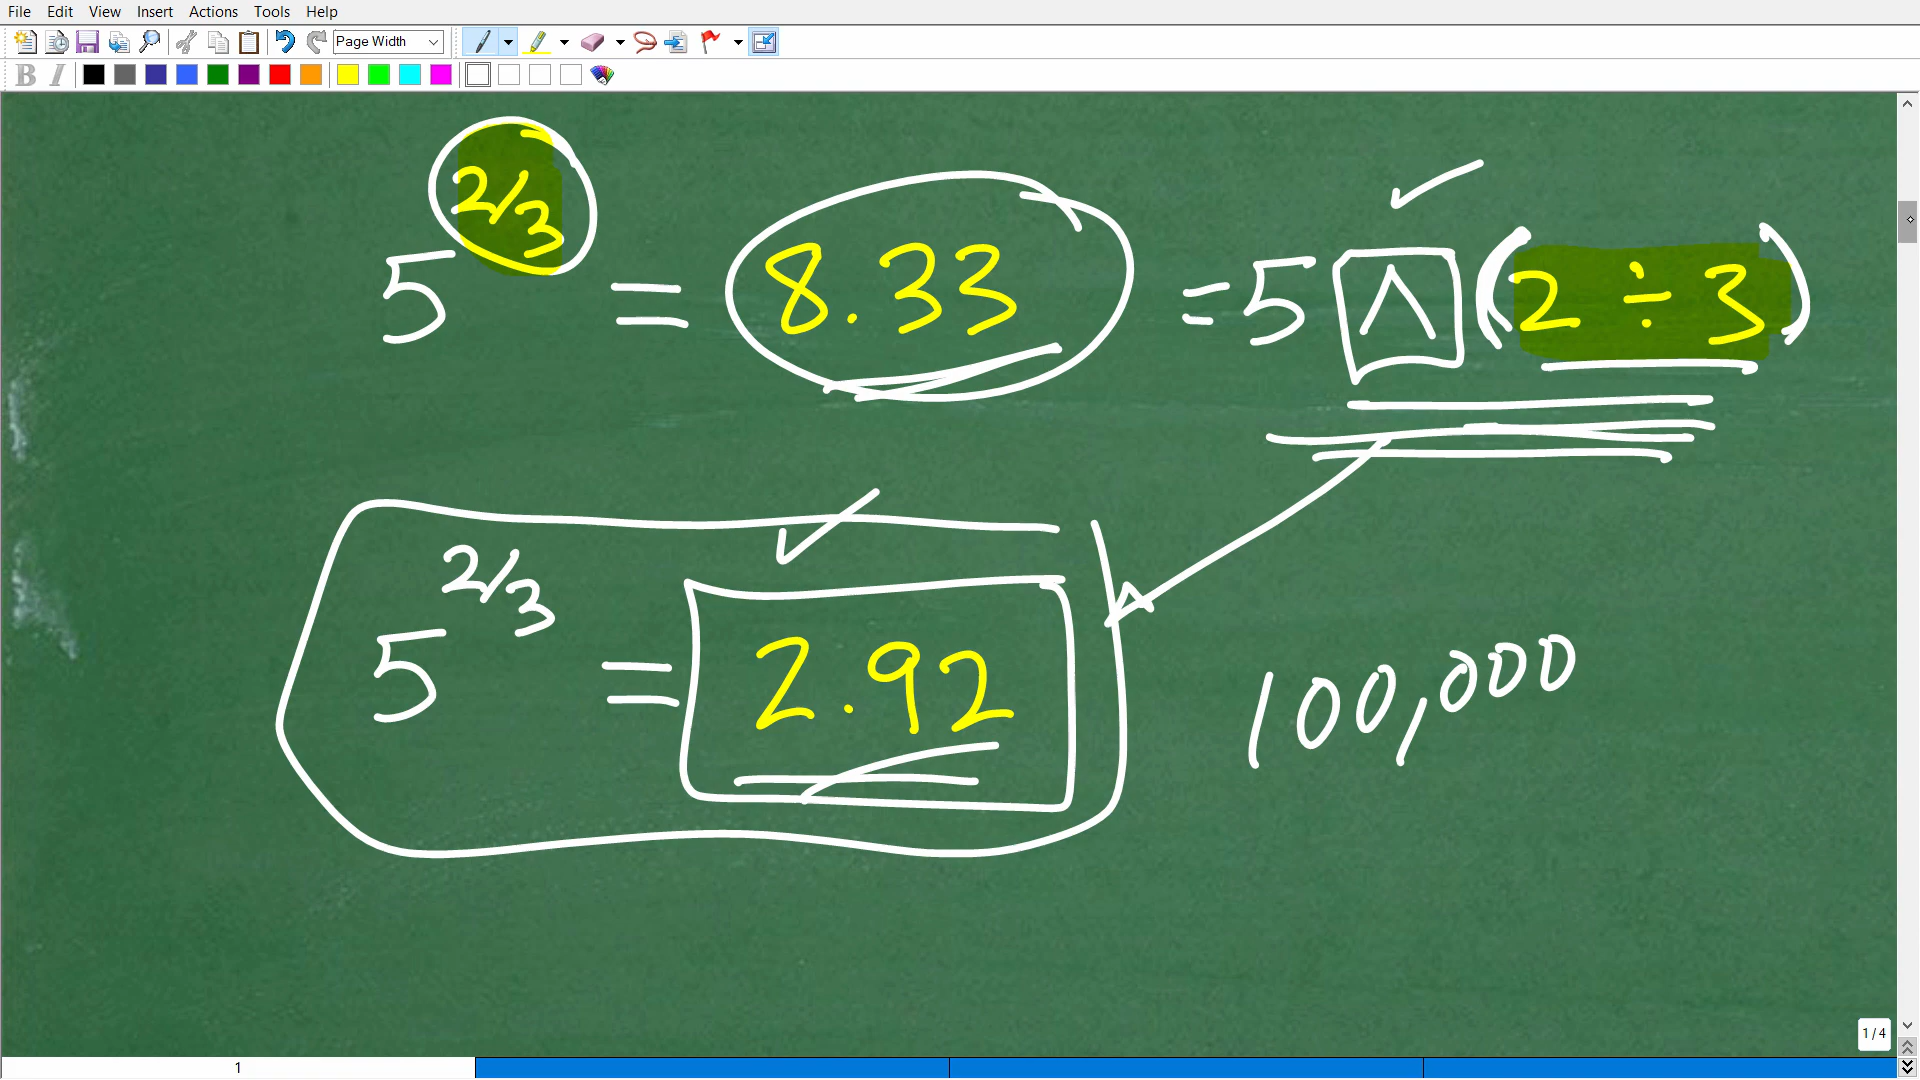 File Edit View Insert Actions Tools Help
Page Width
B I
5^2/3 = 8.33 = 5 ^ (2 ÷ 3)
5^2/3 = 2.92
100,000
1 / 4
1